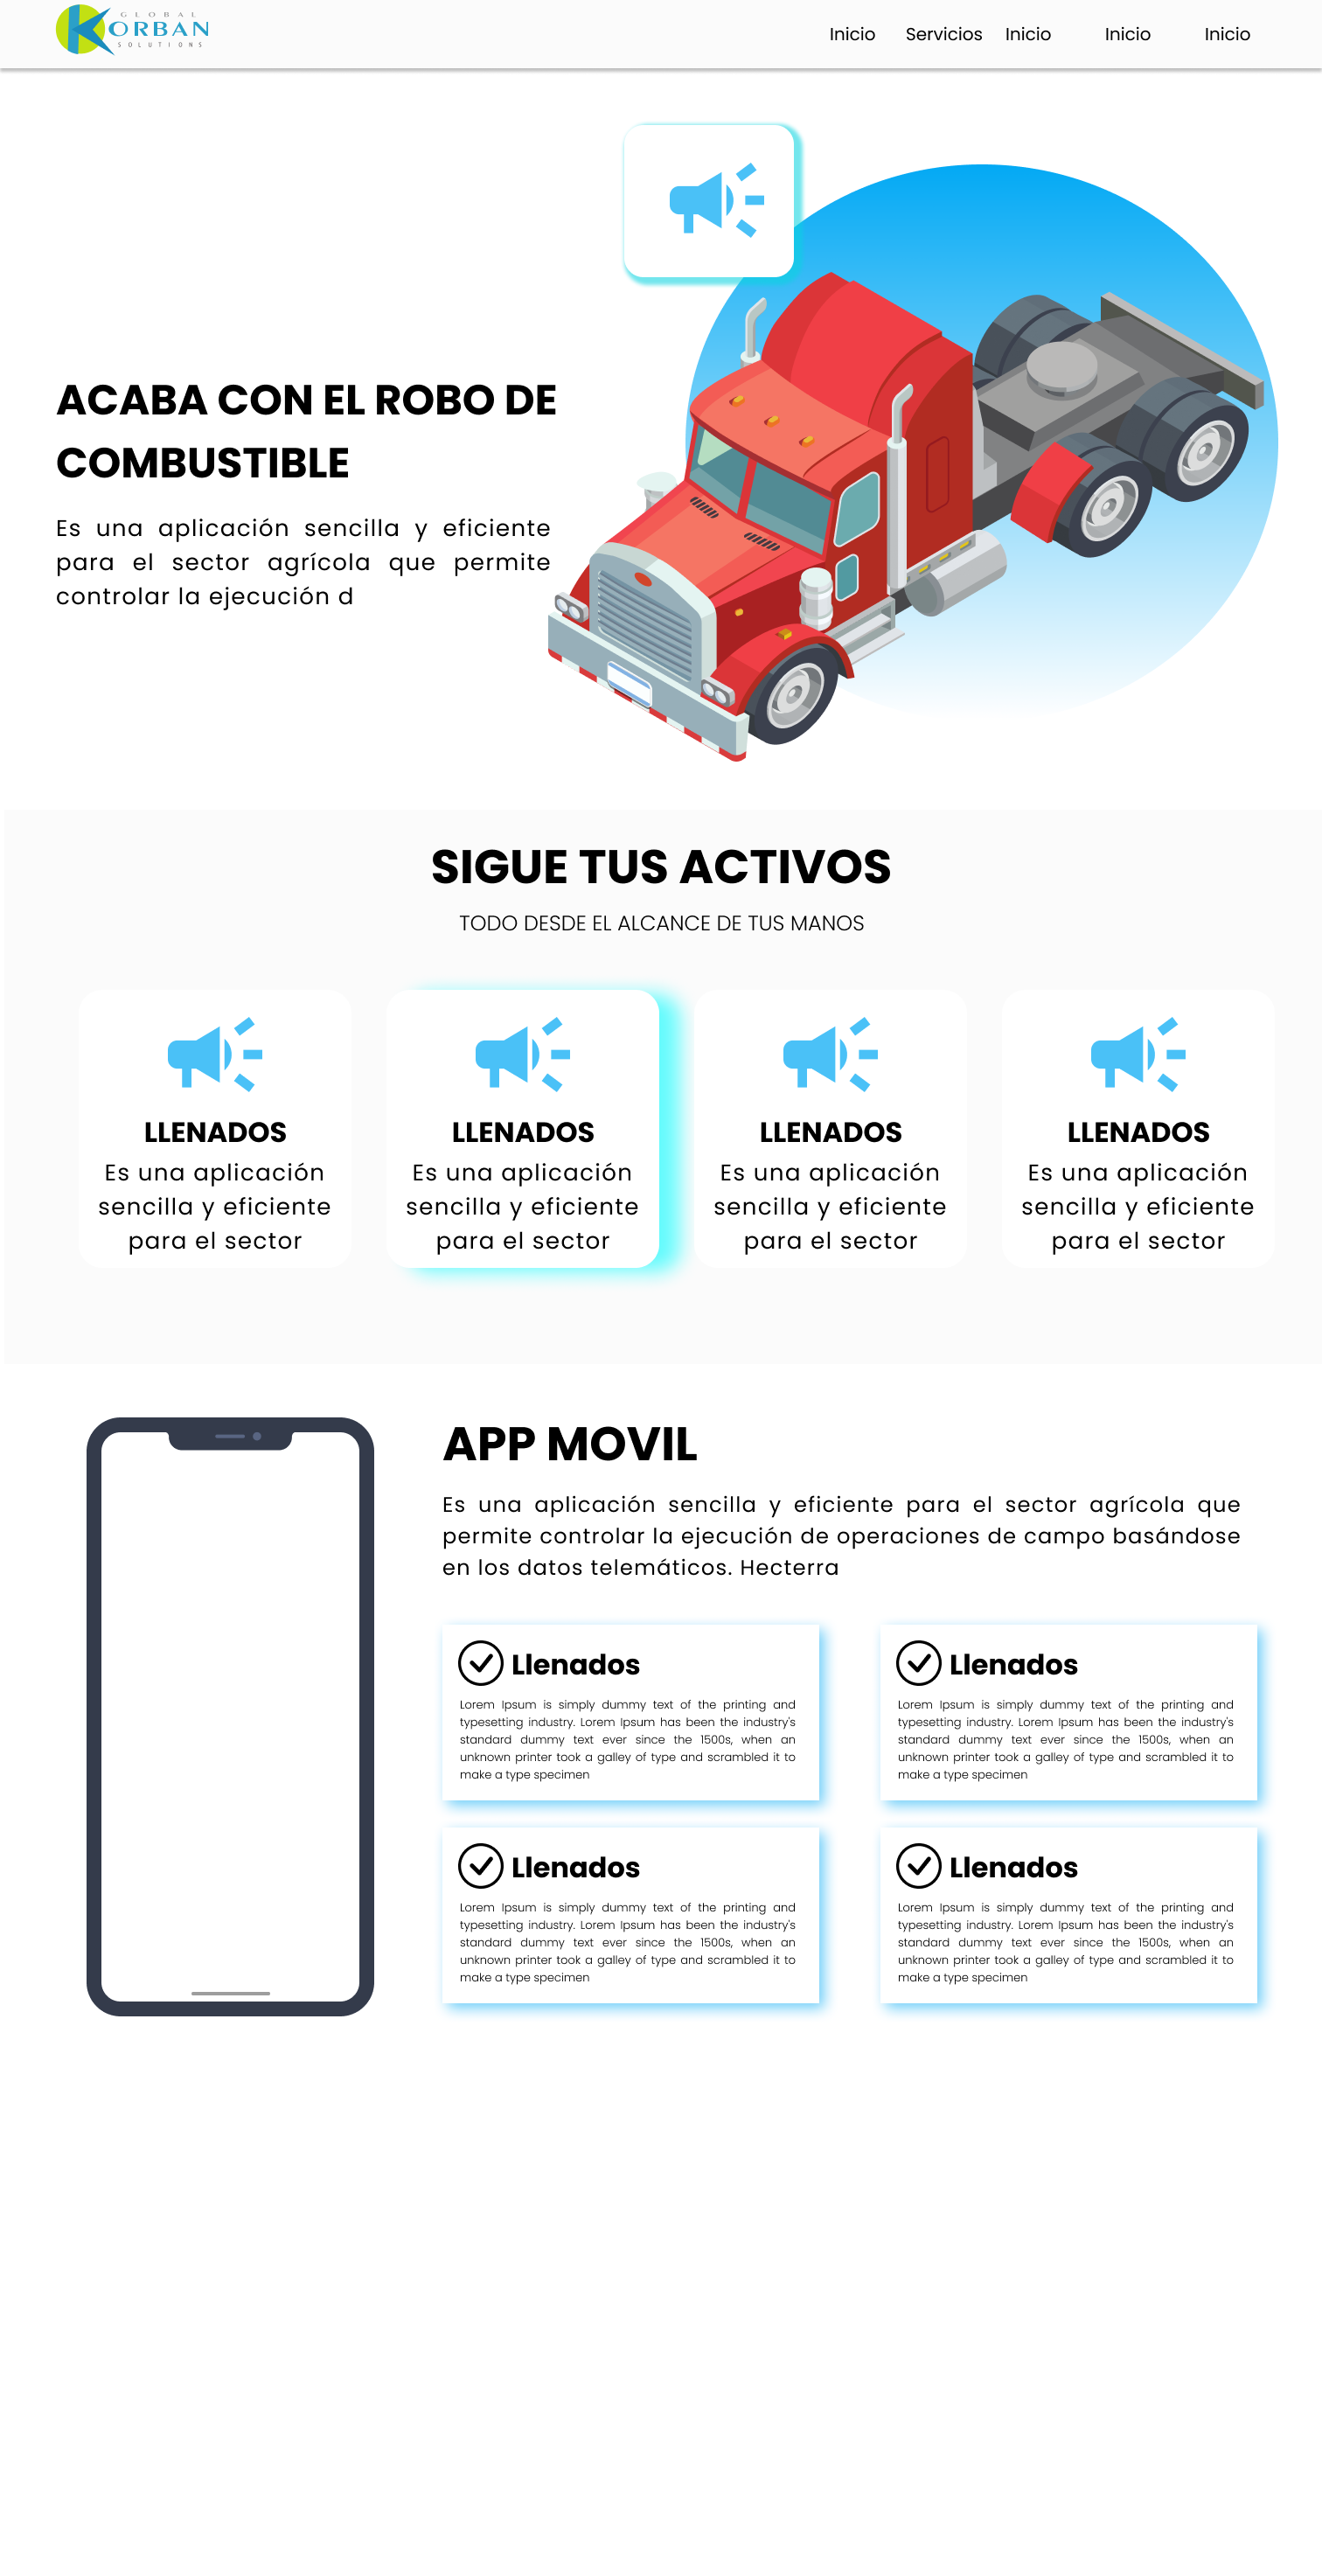 GLOBAL
KORBAN
SOLUTIONS
Inicio Servicios Inicio Inicio Inicio
ACABA CON EL ROBO DE
COMBUSTIBLE
Es una aplicación sencilla y eficiente
para el sector agrícola que permite
controlar la ejecución d
SIGUE TUS ACTIVOS
TODO DESDE EL ALCANCE DE TUS MANOS
LLENADOS
Es una aplicación
sencilla y eficiente
para el sector
LLENADOS
Es una aplicación
sencilla y eficiente
para el sector
LLENADOS
Es una aplicación
sencilla y eficiente
para el sector
LLENADOS
Es una aplicación
sencilla y eficiente
para el sector
APP MOVIL
Es una aplicación sencilla y eficiente para el sector agrícola que
permite controlar la ejecución de operaciones de campo basándose
en los datos telemáticos. Hecterra
Llenados
Lorem Ipsum is simply dummy text of the printing and
typesetting industry. Lorem Ipsum has been the industry's
standard dummy text ever since the 1500s, when an
unknown printer took a galley of type and scrambled it to
make a type specimen
Llenados
Lorem Ipsum is simply dummy text of the printing and
typesetting industry. Lorem Ipsum has been the industry's
standard dummy text ever since the 1500s, when an
unknown printer took a galley of type and scrambled it to
make a type specimen
Llenados
Lorem Ipsum is simply dummy text of the printing and
typesetting industry. Lorem Ipsum has been the industry's
standard dummy text ever since the 1500s, when an
unknown printer took a galley of type and scrambled it to
make a type specimen
Llenados
Lorem Ipsum is simply dummy text of the printing and
typesetting industry. Lorem Ipsum has been the industry's
standard dummy text ever since the 1500s, when an
unknown printer took a galley of type and scrambled it to
make a type specimen